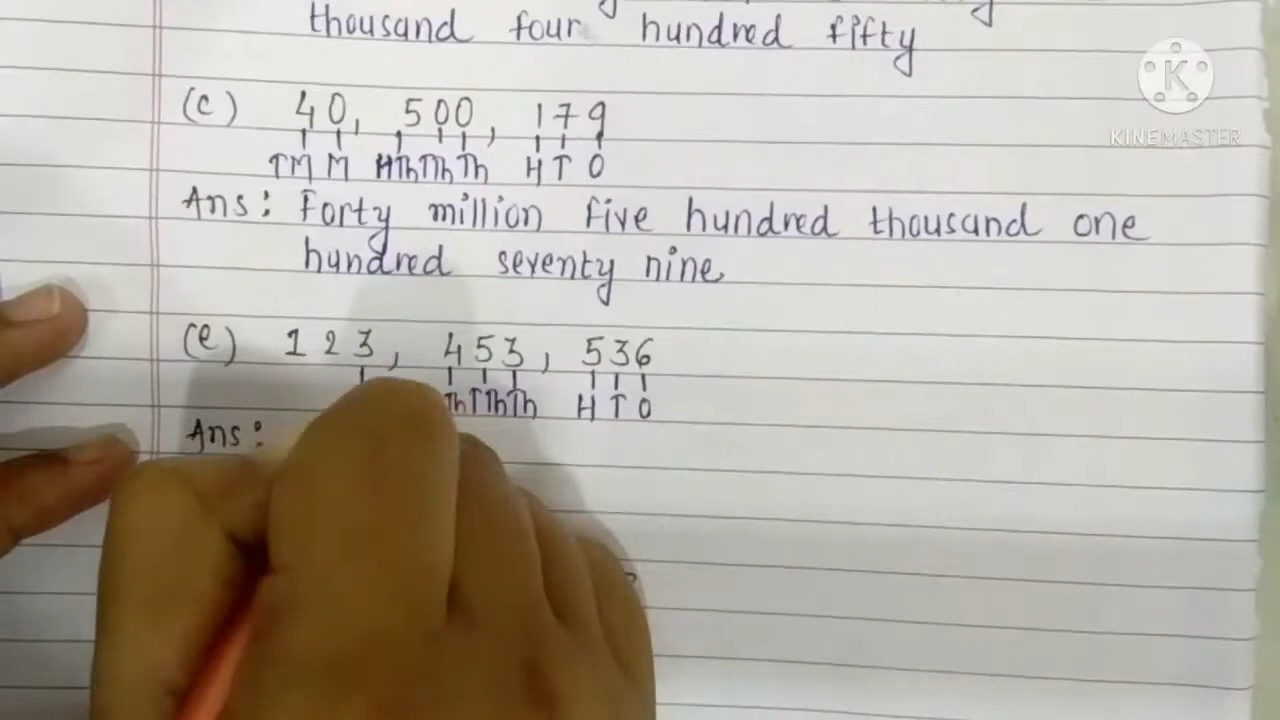 thousand four hundred fifty
(c) 40, 500, 179
TM M HTh TTh Th H T O
Ans: Forty million five hundred thousand one
hundred seventy nine
(e) 123, 453, 536
Th TTh Th H T O
Ans:
KINEMASTER